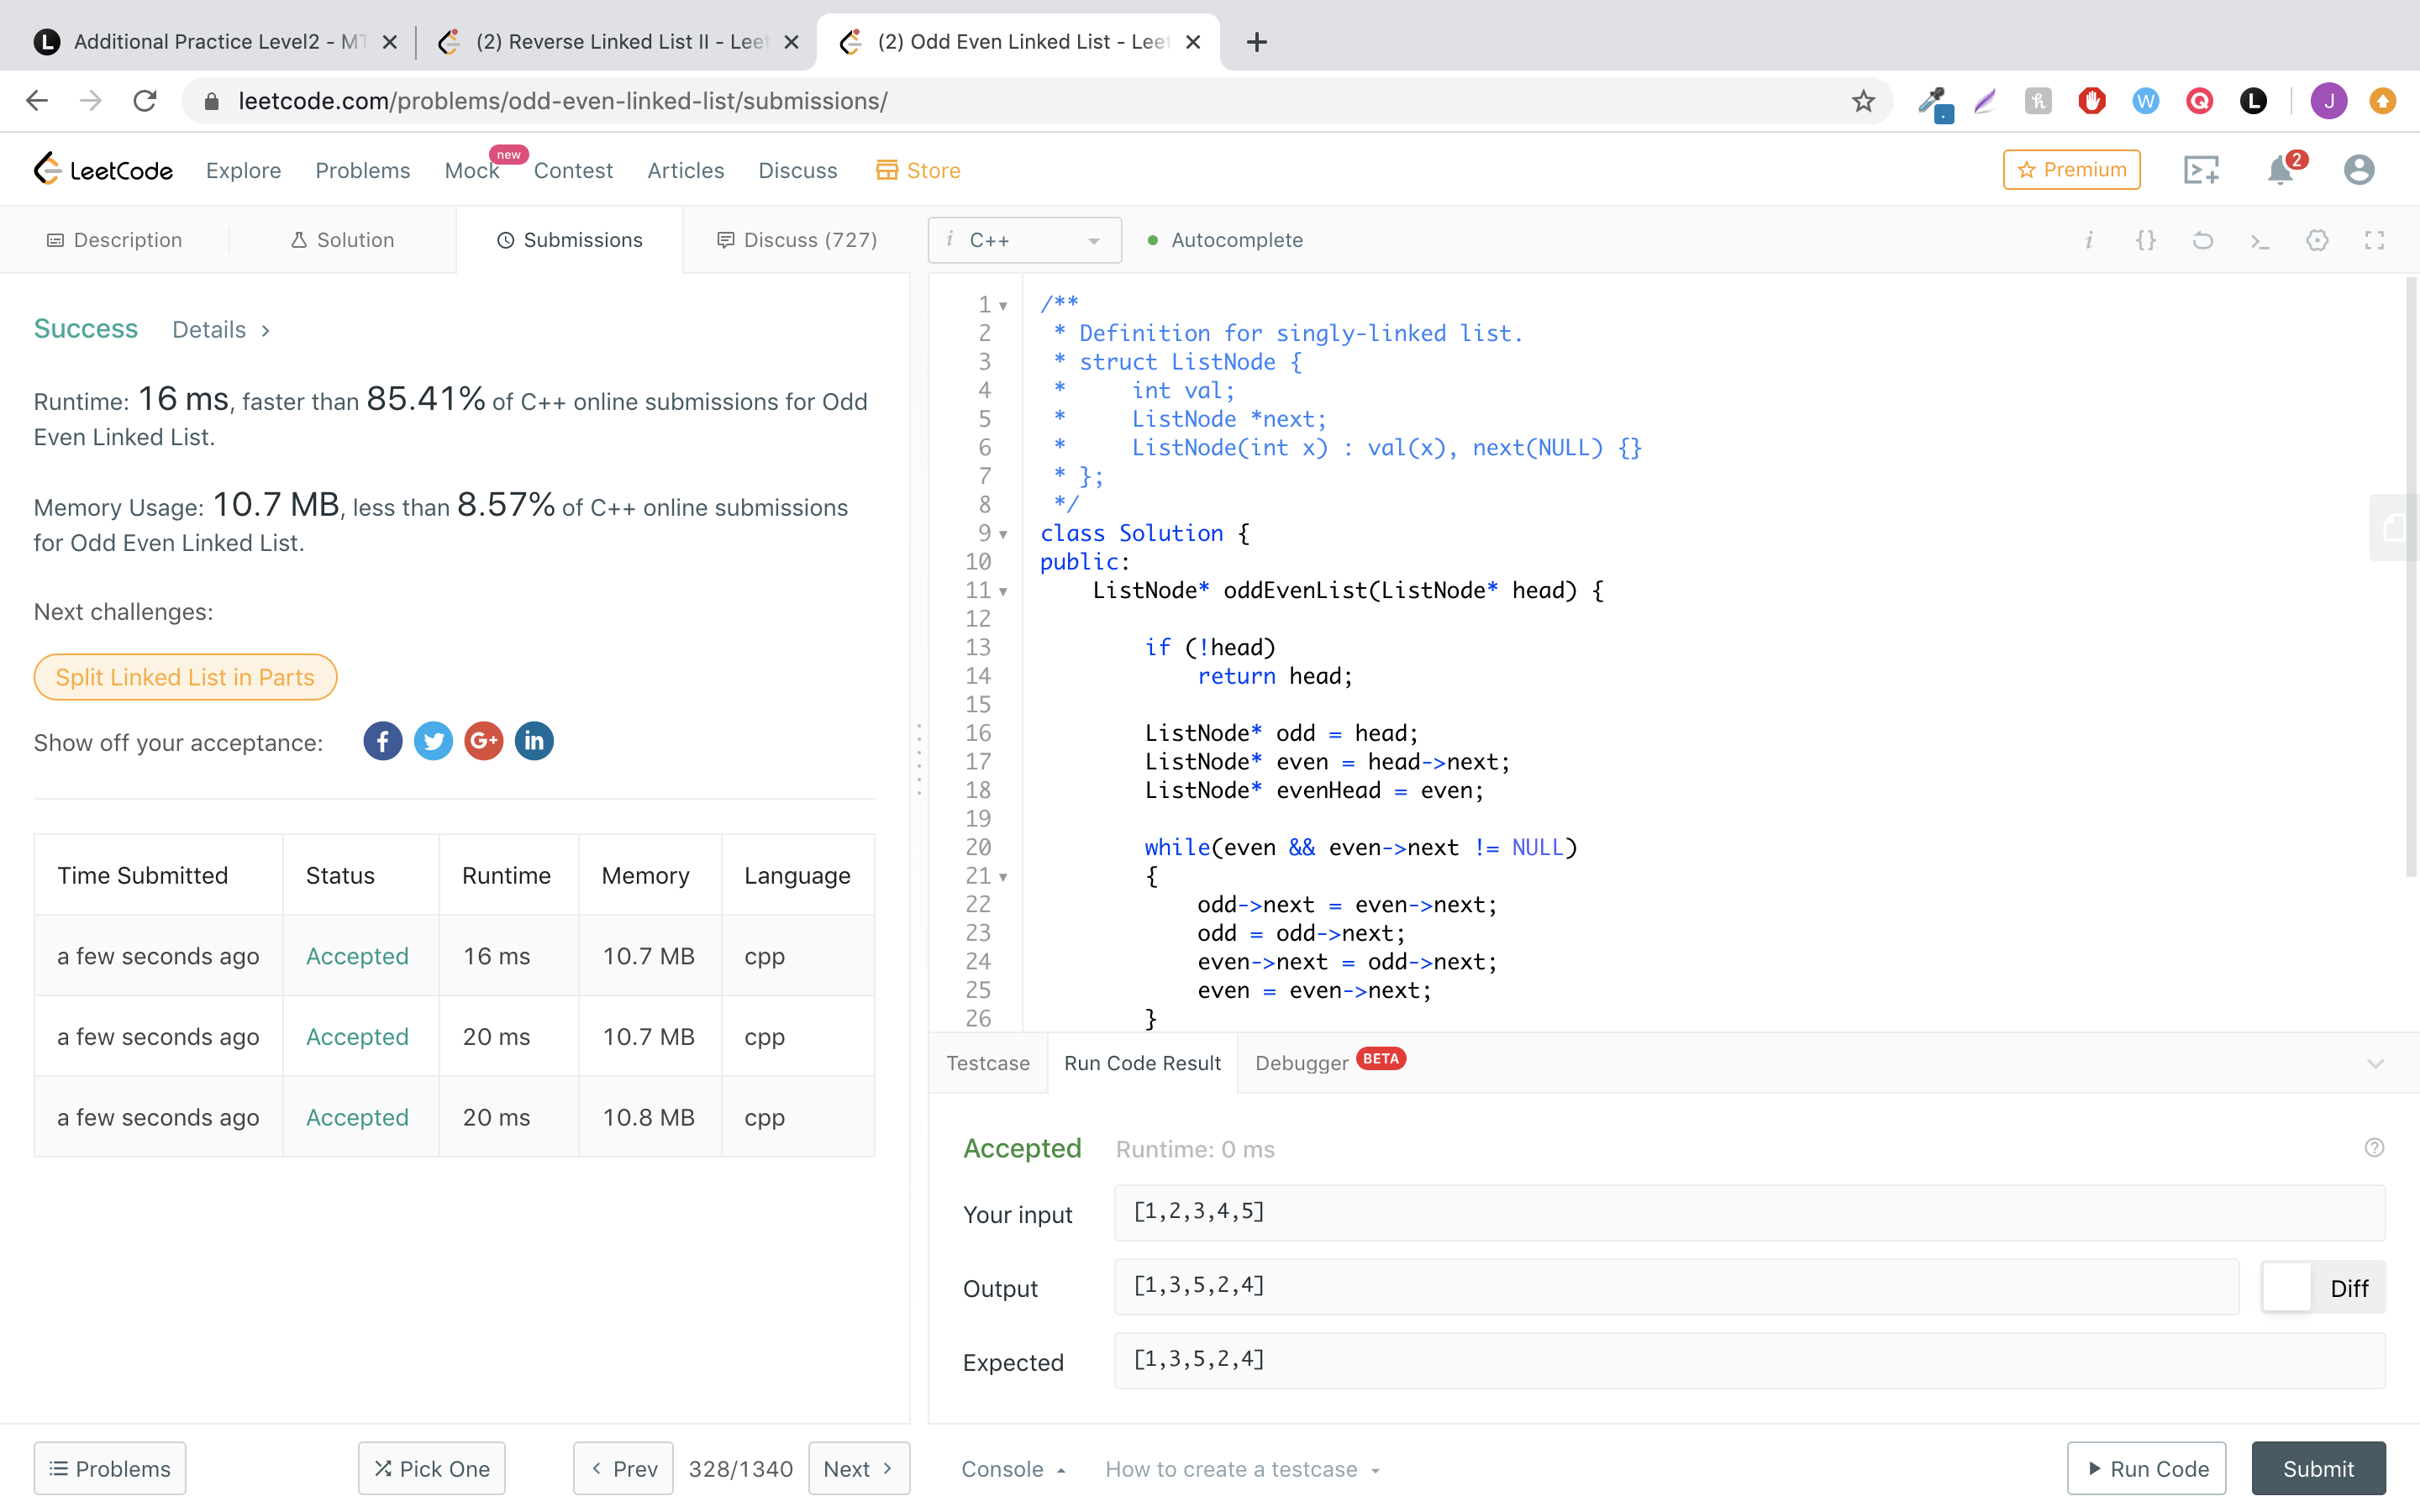 Additional Practice Level2 - MT
(2) Reverse Linked List II - Leet
(2) Odd Even Linked List - Leet
leetcode.com/problems/odd-even-linked-list/submissions/
J
LeetCode Explore Problems Mock new Contest Articles Discuss Store Premium 2
Description Solution Submissions Discuss (727)
i C++ Autocomplete
Success Details >
Runtime: 16 ms, faster than 85.41% of C++ online submissions for Odd
Even Linked List.
Memory Usage: 10.7 MB, less than 8.57% of C++ online submissions
for Odd Even Linked List.
Next challenges:
Split Linked List in Parts
Show off your acceptance: f G+ in
Time Submitted Status Runtime Memory Language
a few seconds ago Accepted 16 ms 10.7 MB cpp
a few seconds ago Accepted 20 ms 10.7 MB cpp
a few seconds ago Accepted 20 ms 10.8 MB cpp
Problems Pick One < Prev 328/1340 Next >
1 /**
2  * Definition for singly-linked list.
3  * struct ListNode {
4  *     int val;
5  *     ListNode *next;
6  *     ListNode(int x) : val(x), next(NULL) {}
7  * };
8  */
9 class Solution {
10 public:
11     ListNode* oddEvenList(ListNode* head) {
12
13         if (!head)
14             return head;
15
16         ListNode* odd = head;
17         ListNode* even = head->next;
18         ListNode* evenHead = even;
19
20         while(even && even->next != NULL)
21         {
22             odd->next = even->next;
23             odd = odd->next;
24             even->next = odd->next;
25             even = even->next;
26         }
Testcase Run Code Result Debugger BETA
Accepted Runtime: 0 ms
Your input [1,2,3,4,5]
Output [1,3,5,2,4] Diff
Expected [1,3,5,2,4]
Console How to create a testcase Run Code Submit